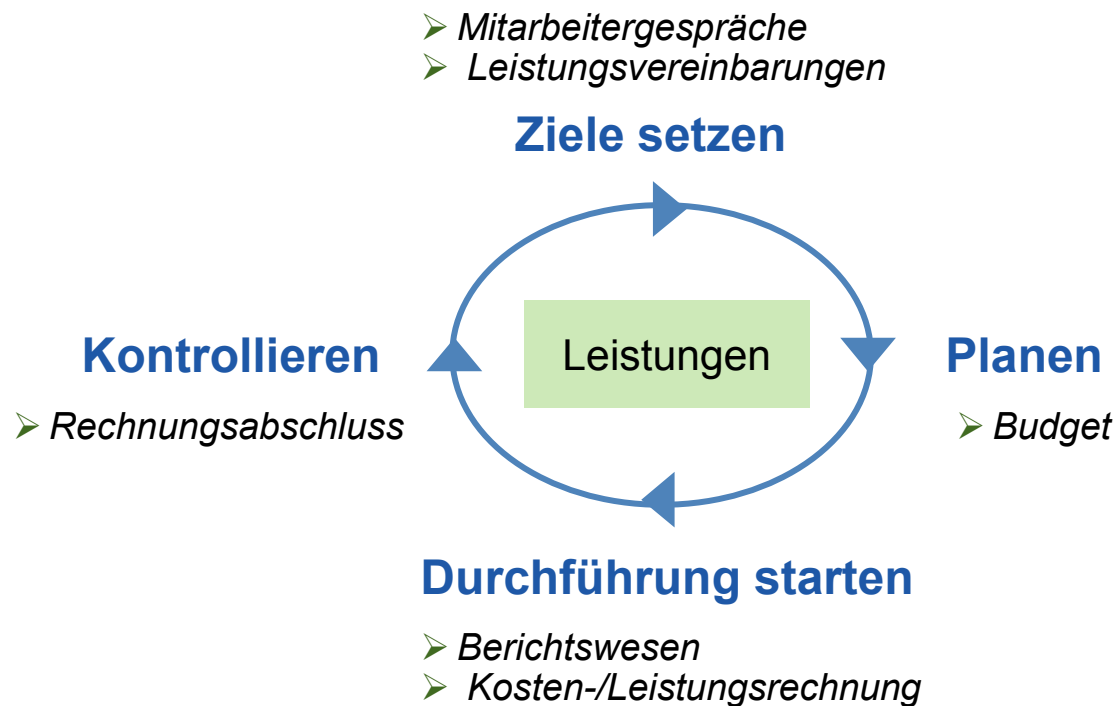 ➢ Mitarbeitergespräche
➢ Leistungsvereinbarungen
Ziele setzen
Kontrollieren
➢ Rechnungsabschluss
Leistungen
Planen
➢ Budget
Durchführung starten
➢ Berichtswesen
➢ Kosten-/Leistungsrechnung